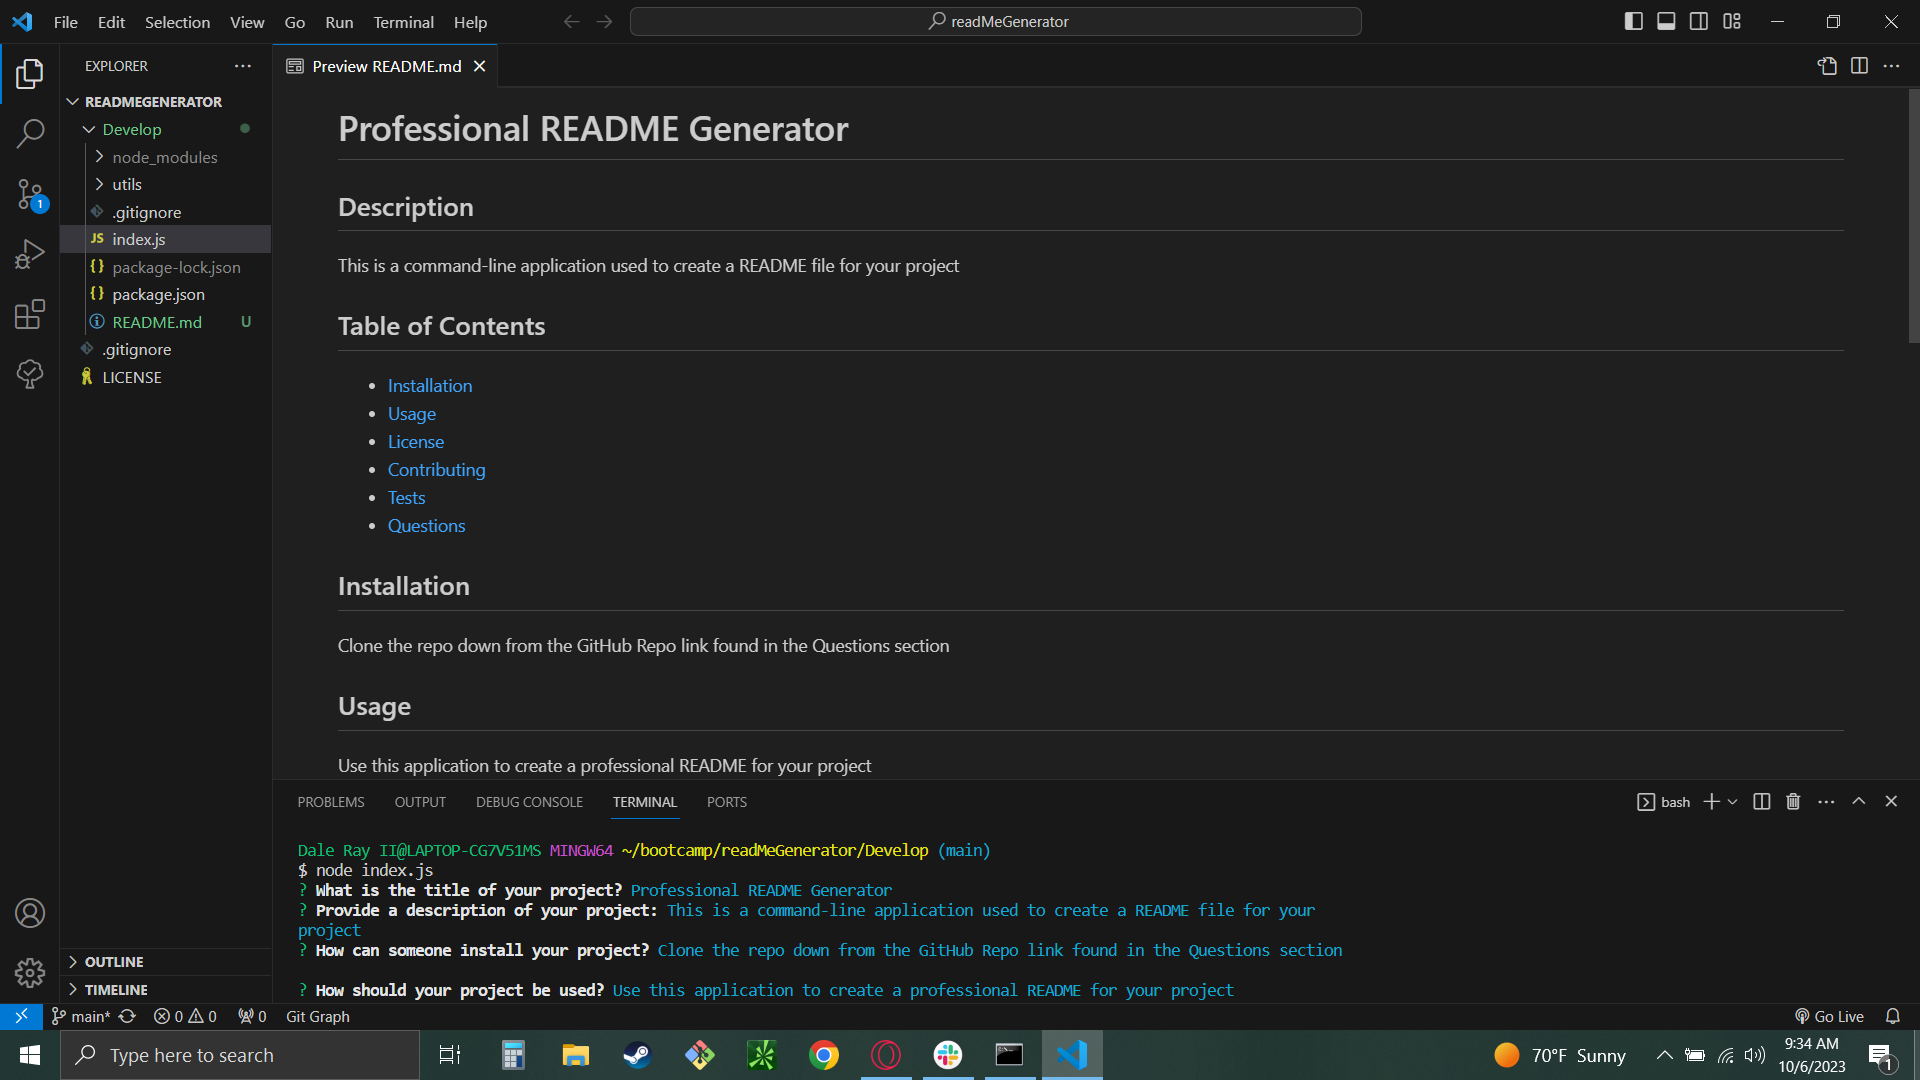 File Edit Selection View Go Run Terminal Help
readMeGenerator
EXPLORER
Preview README.md
READMEGENERATOR
Develop
node_modules
utils
.gitignore
JS index.js
{} package-lock.json
{} package.json
README.md U
.gitignore
LICENSE
1
OUTLINE
TIMELINE
Professional README Generator
Description
This is a command-line application used to create a README file for your project
Table of Contents
• Installation
• Usage
• License
• Contributing
• Tests
• Questions
Installation
Clone the repo down from the GitHub Repo link found in the Questions section
Usage
Use this application to create a professional README for your project
PROBLEMS OUTPUT DEBUG CONSOLE TERMINAL PORTS
bash
Dale Ray II@LAPTOP-CG7V51MS MINGW64 ~/bootcamp/readMeGenerator/Develop (main)
$ node index.js
? What is the title of your project? Professional README Generator
? Provide a description of your project: This is a command-line application used to create a README file for your
project
? How can someone install your project? Clone the repo down from the GitHub Repo link found in the Questions section
? How should your project be used? Use this application to create a professional README for your project
main* 0 0 0 Git Graph
Go Live
Type here to search
70°F Sunny
9:34 AM
10/6/2023
1